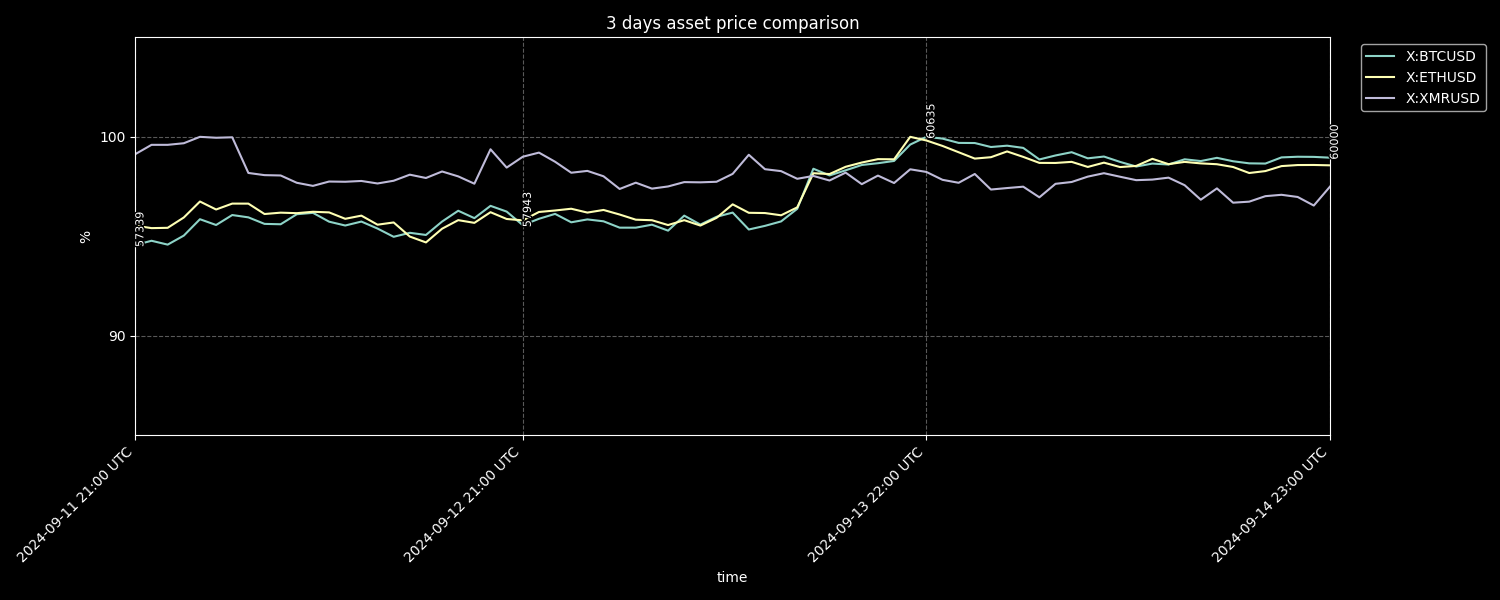 3 days asset price comparison
X:BTCUSD
X:ETHUSD
X:XMRUSD
100
90
%
57339
57943
60635
60000
2024-09-11 21:00 UTC
2024-09-12 21:00 UTC
2024-09-13 22:00 UTC
2024-09-14 23:00 UTC
time